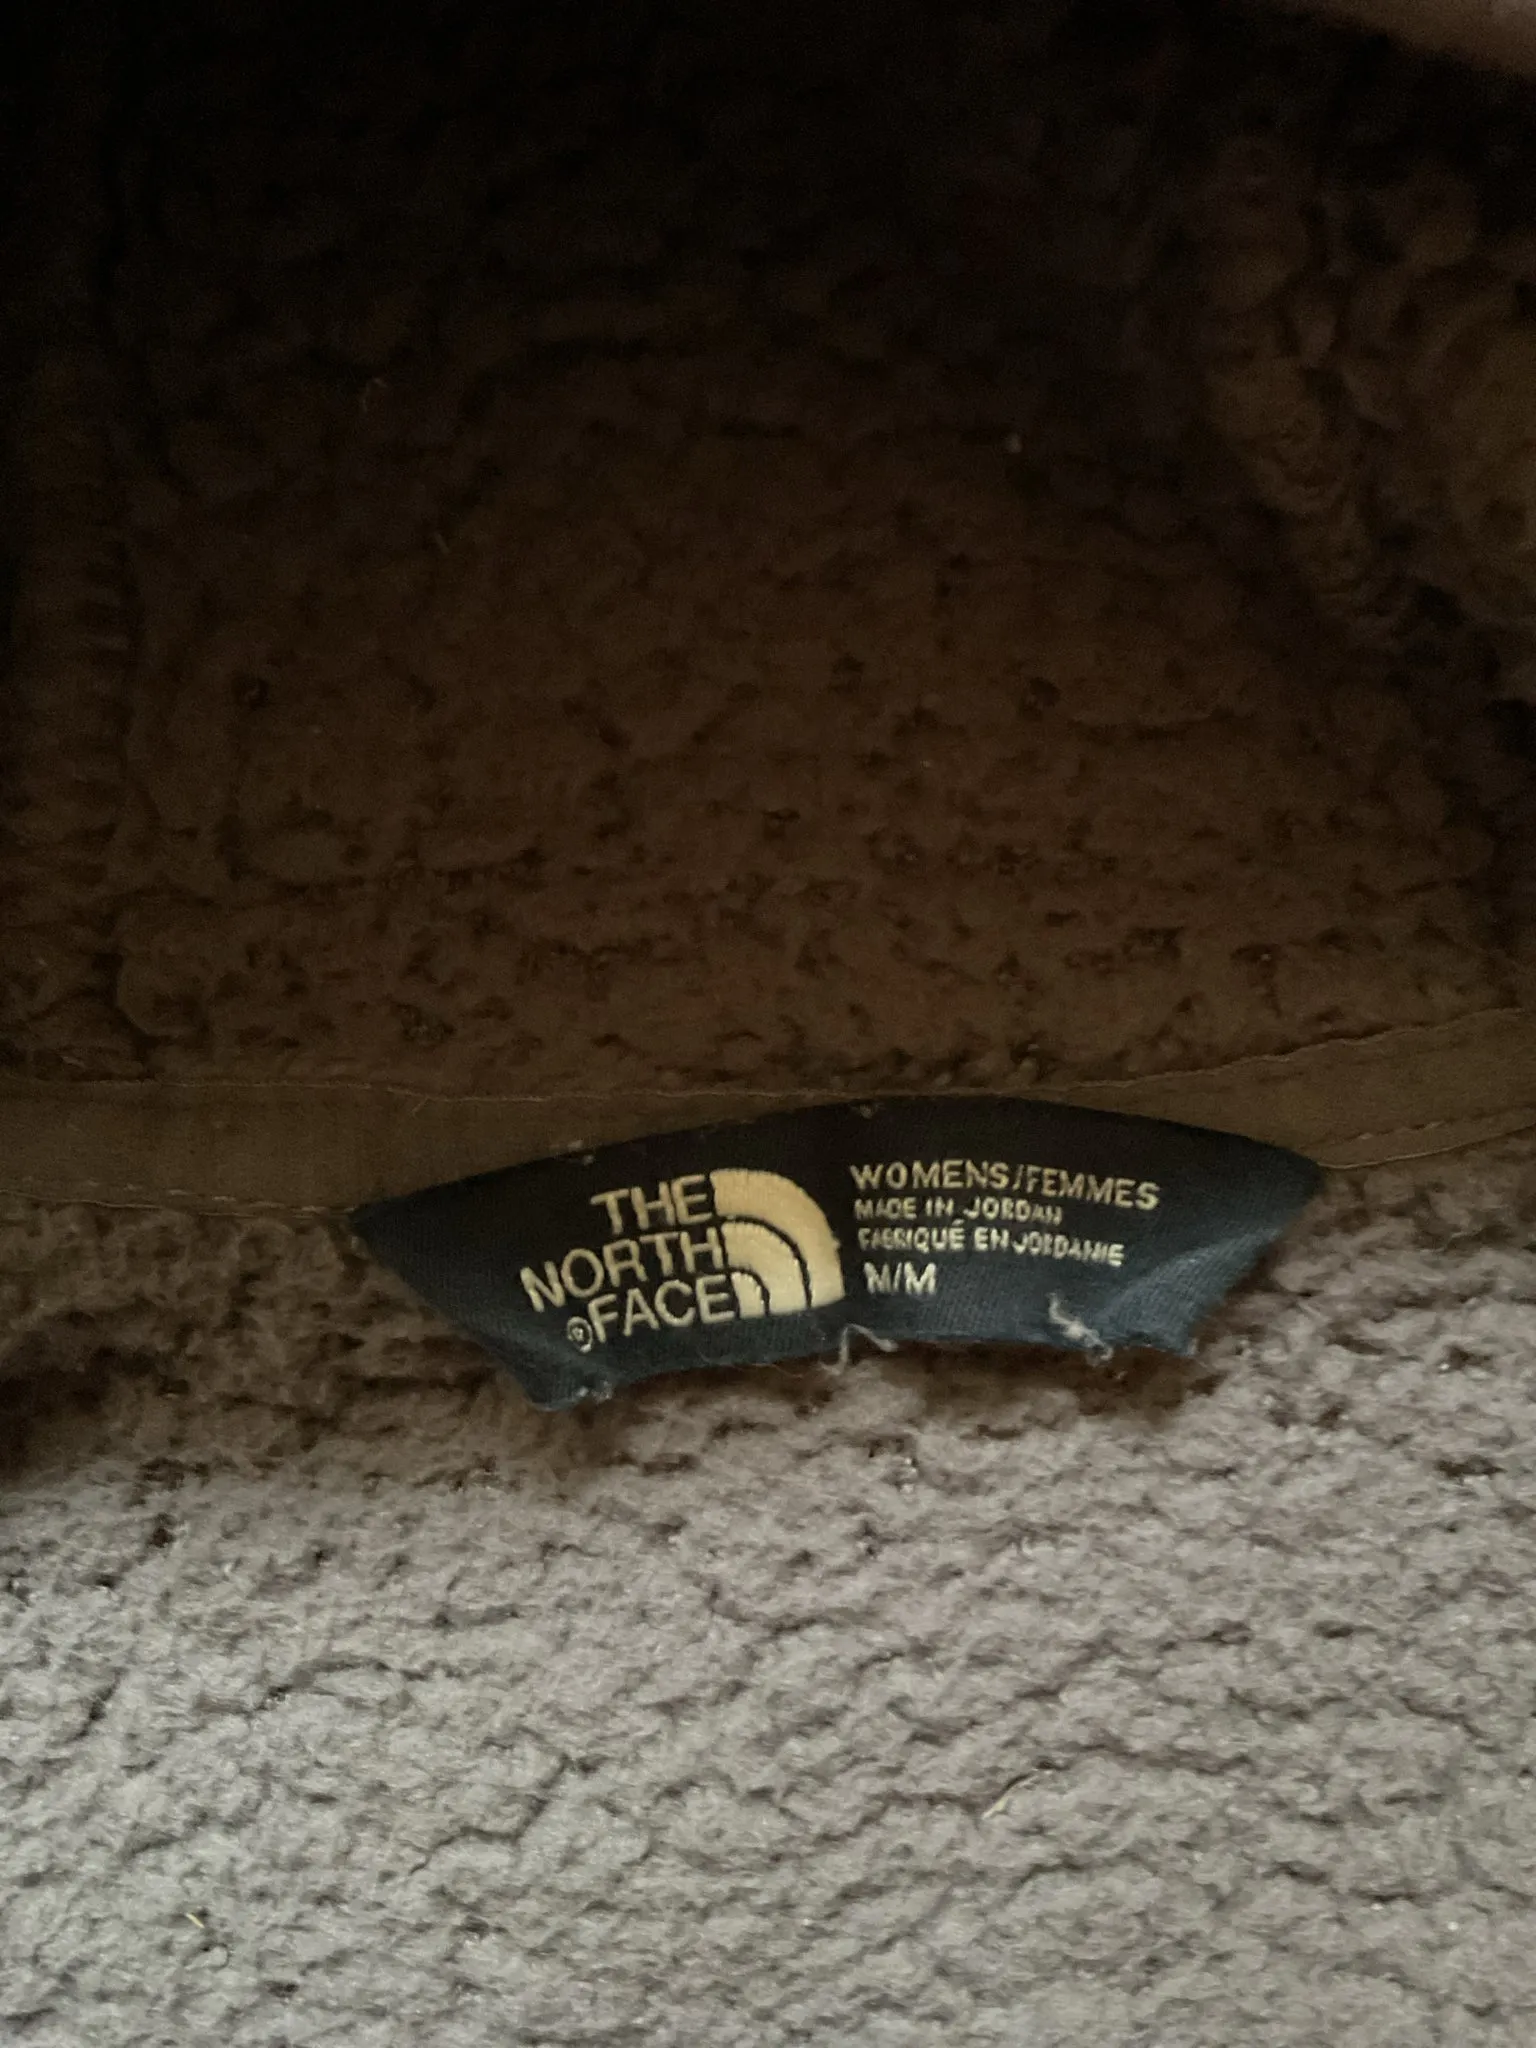 THE
NORTH
®FACE
WOMENS/FEMMES
MADE IN JORDAN
FABRIQUÉ EN JORDANIE
M/M